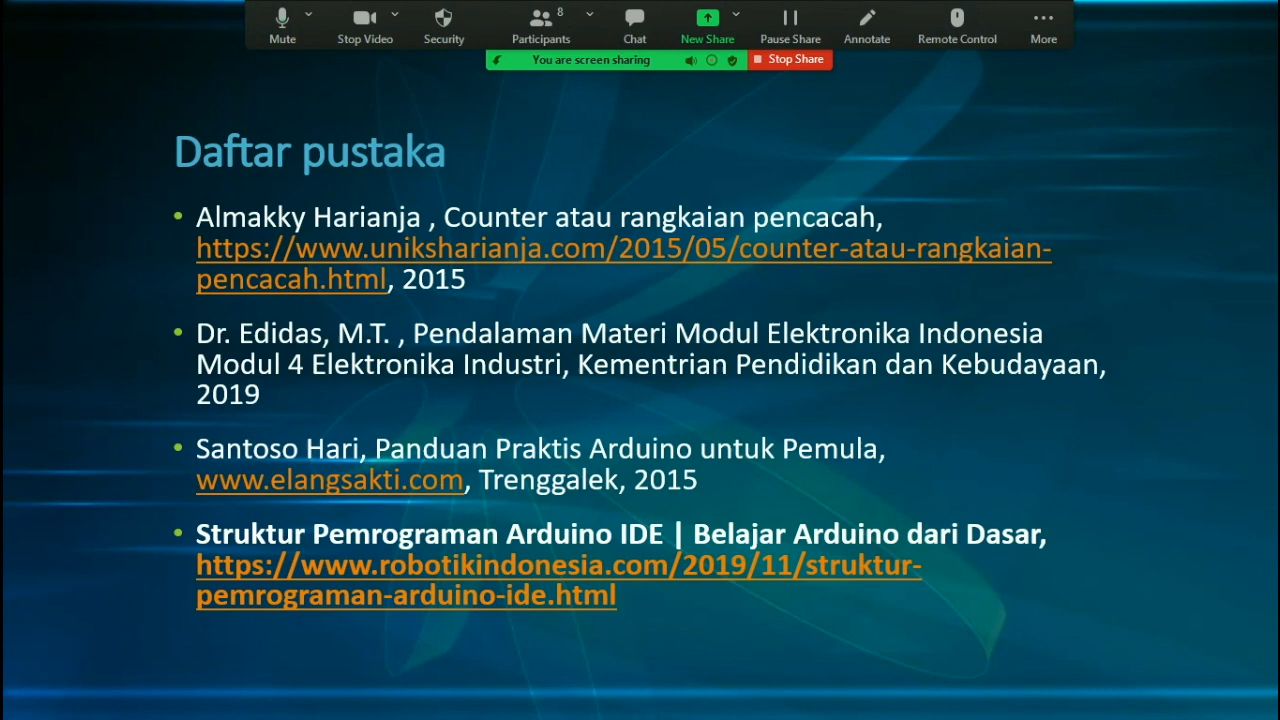 8
Mute
Stop Video
Security
Participants
Chat
New Share
Pause Share
Annotate
Remote Control
More
You are screen sharing
Stop Share
Daftar pustaka
• Almakky Harianja , Counter atau rangkaian pencacah,
https://www.uniksharianja.com/2015/05/counter-atau-rangkaian-
pencacah.html, 2015
• Dr. Edidas, M.T. , Pendalaman Materi Modul Elektronika Indonesia
Modul 4 Elektronika Industri, Kementrian Pendidikan dan Kebudayaan,
2019
• Santoso Hari, Panduan Praktis Arduino untuk Pemula,
www.elangsakti.com, Trenggalek, 2015
• Struktur Pemrograman Arduino IDE | Belajar Arduino dari Dasar,
https://www.robotikindonesia.com/2019/11/struktur-
pemrograman-arduino-ide.html